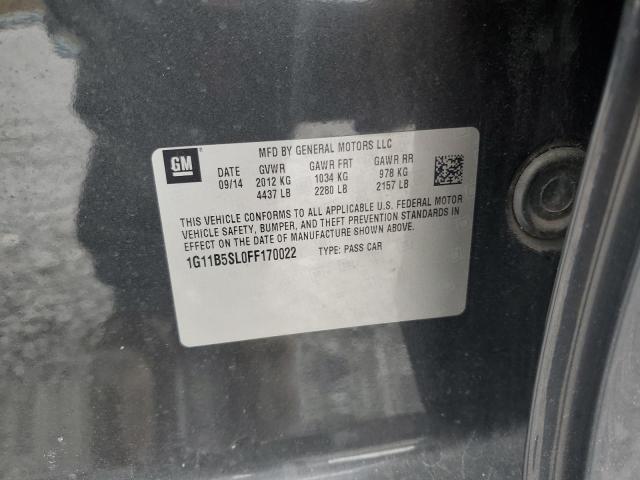 GM
MFD BY GENERAL MOTORS LLC
DATE GVWR GAWR FRT GAWR RR
09/14 2012 KG 1034 KG 978 KG
4437 LB 2280 LB 2157 LB
THIS VEHICLE CONFORMS TO ALL APPLICABLE U.S. FEDERAL MOTOR
VEHICLE SAFETY, BUMPER, AND THEFT PREVENTION STANDARDS IN
EFFECT ON THE DATE OF MANUFACTURE SHOWN ABOVE.
1G11B5SL0FF170022 TYPE: PASS CAR